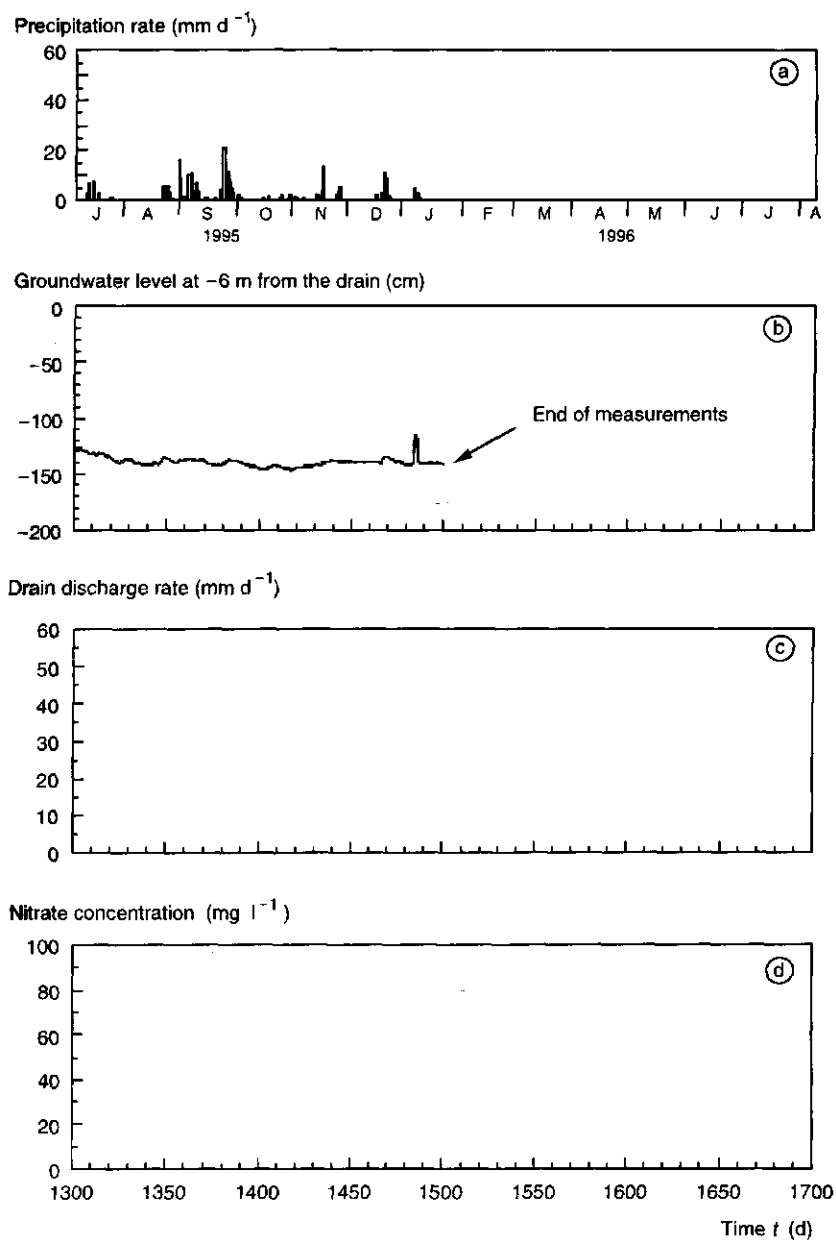 Precipitation rate (mm d⁻¹)
60
40
20
0
a
J A S O N D J F M A M J J A
1995 1996
Groundwater level at −6 m from the drain (cm)
0
−50
−100
−150
−200
b
End of measurements
Drain discharge rate (mm d⁻¹)
60
50
40
30
20
10
0
c
Nitrate concentration (mg l⁻¹)
100
80
60
40
20
0
d
1300 1350 1400 1450 1500 1550 1600 1650 1700
Time t (d)